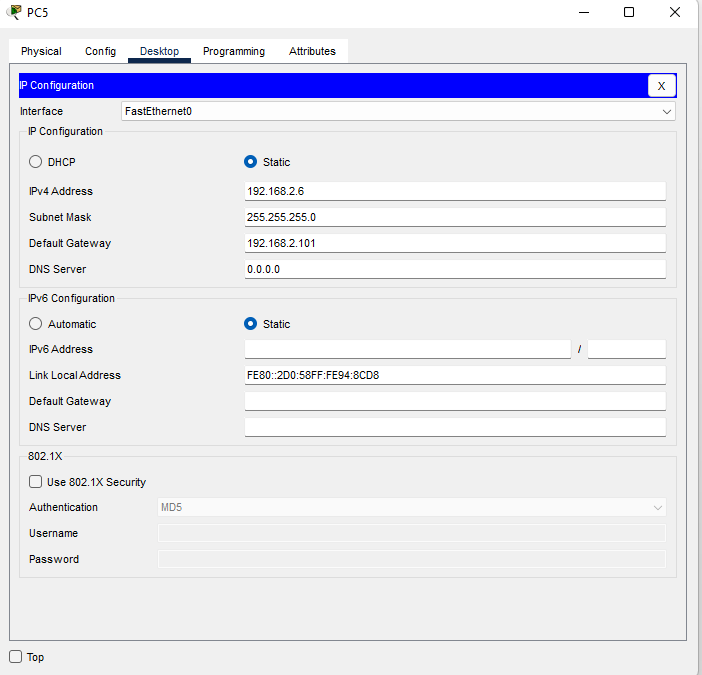 PC5
Physical Config Desktop Programming Attributes
IP Configuration X
Interface FastEthernet0
IP Configuration
DHCP Static
IPv4 Address 192.168.2.6
Subnet Mask 255.255.255.0
Default Gateway 192.168.2.101
DNS Server 0.0.0.0
IPv6 Configuration
Automatic Static
IPv6 Address /
Link Local Address FE80::2D0:58FF:FE94:8CD8
Default Gateway
DNS Server
802.1X
Use 802.1X Security
Authentication MD5
Username
Password
Top